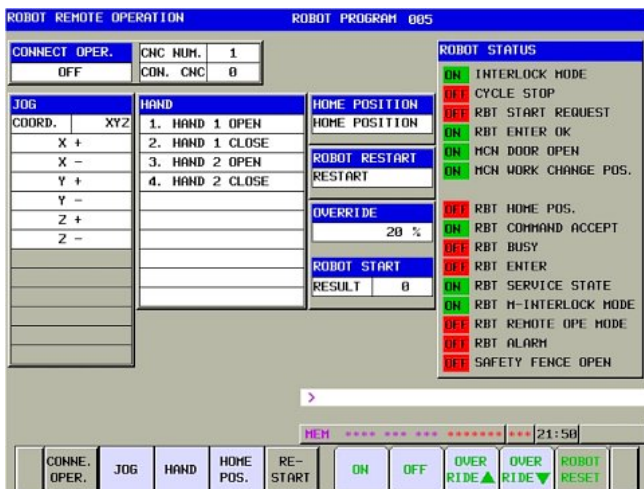 ROBOT REMOTE OPERATION ROBOT PROGRAM 005
CONNECT OPER.
OFF
CNC NUM. 1
CON. CNC 0
JOG
COORD. XYZ
X +
X -
Y +
Y -
Z +
Z -
HAND
1. HAND 1 OPEN
2. HAND 1 CLOSE
3. HAND 2 OPEN
4. HAND 2 CLOSE
HOME POSITION
HOME POSITION
ROBOT RESTART
RESTART
OVERRIDE
20 %
ROBOT START
RESULT 0
ROBOT STATUS
ON INTERLOCK MODE
OFF CYCLE STOP
OFF RBT START REQUEST
ON RBT ENTER OK
ON MCN DOOR OPEN
ON MCN WORK CHANGE POS.
OFF RBT HOME POS.
ON RBT COMMAND ACCEPT
OFF RBT BUSY
OFF RBT ENTER
ON RBT SERVICE STATE
ON RBT M-INTERLOCK MODE
OFF RBT REMOTE OPE MODE
OFF RBT ALARM
OFF SAFETY FENCE OPEN
>
MEM **** *** *** ******* *** 21:50
CONNE. OPER.
JOG
HAND
HOME POS.
RE- START
ON
OFF
OVER RIDE▲
OVER RIDE▼
ROBOT RESET